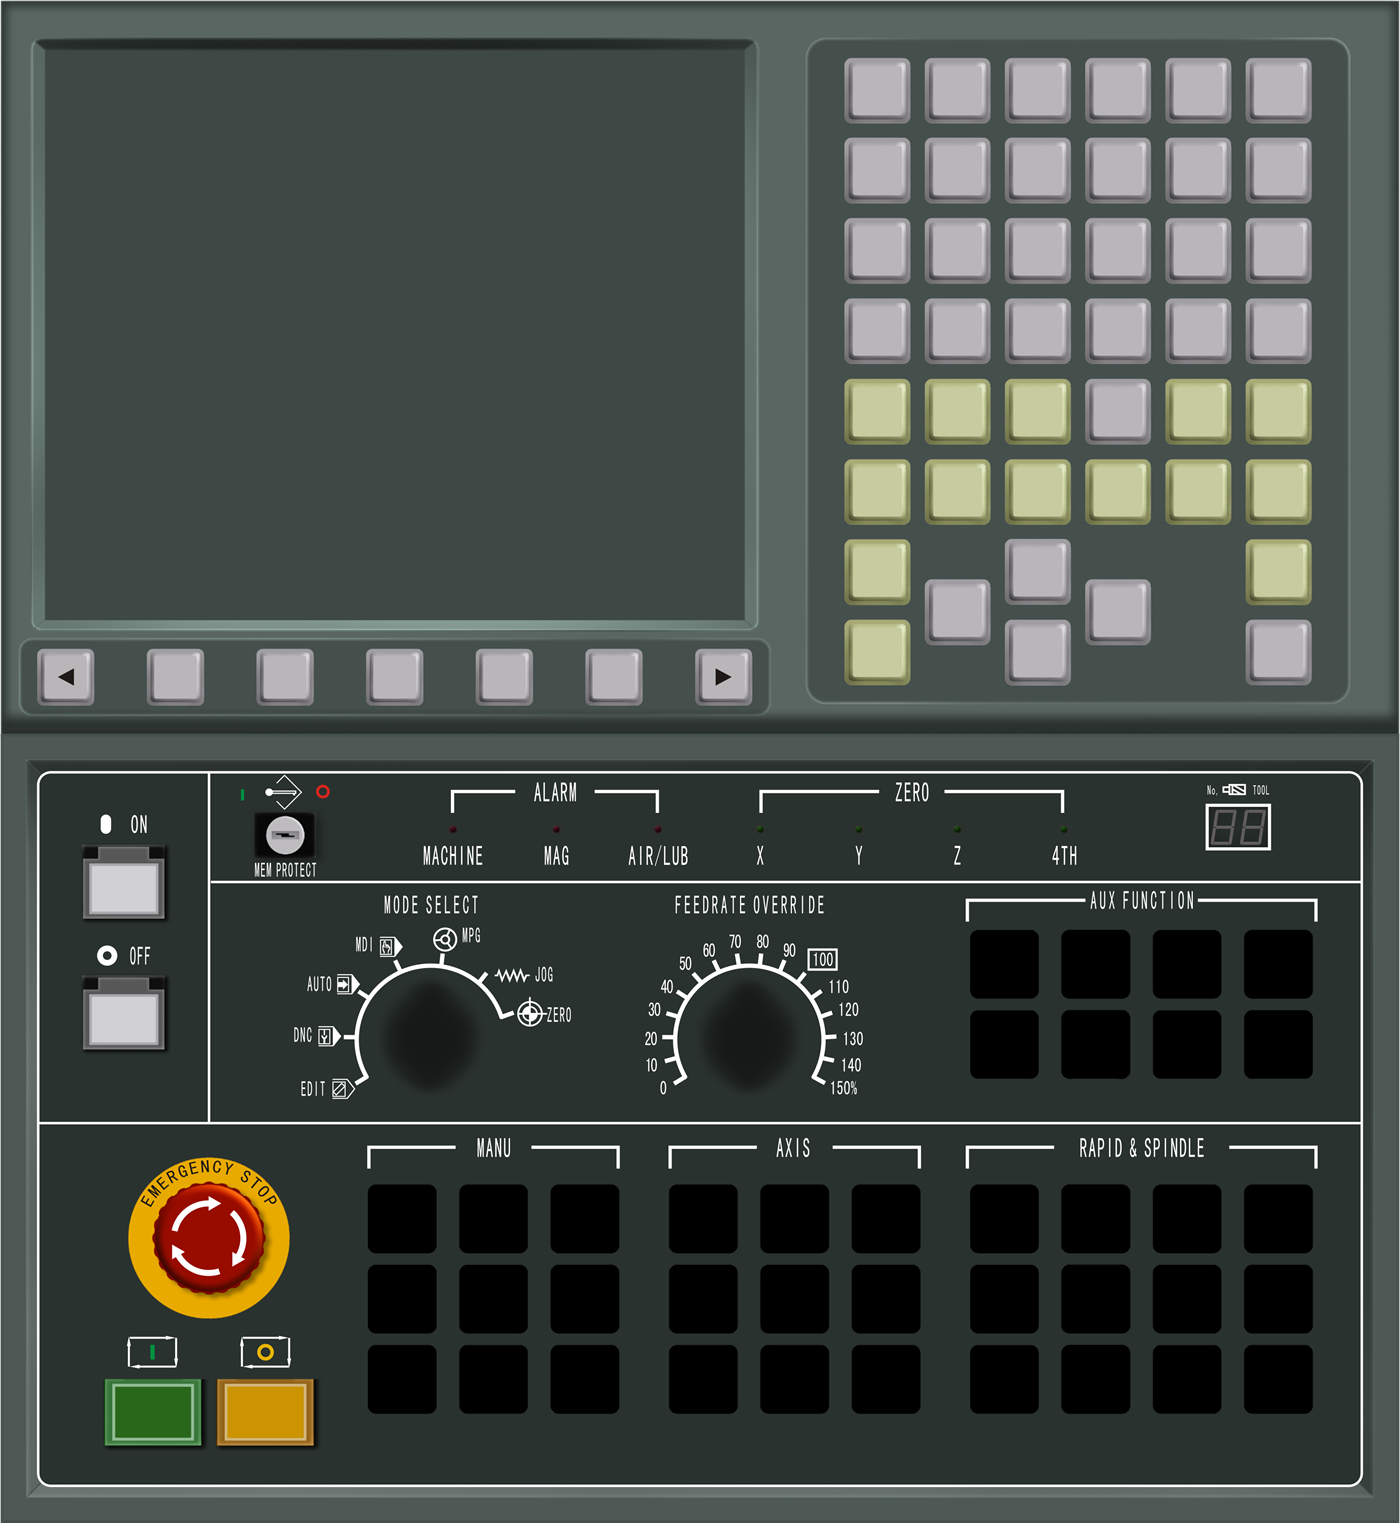 ALARM
ZERO
No, TOOL
ON
MEM PROTECT
MACHINE MAG AIR/LUB
X Y Z 4TH
OFF
MODE SELECT
MDI
MPG
AUTO
JOG
DNC
ZERO
EDIT
FEEDRATE OVERRIDE
0
10
20
30
40
50
60
70
80
90
100
110
120
130
140
150%
AUX FUNCTION
EMERGENCY STOP
MANU
AXIS
RAPID & SPINDLE